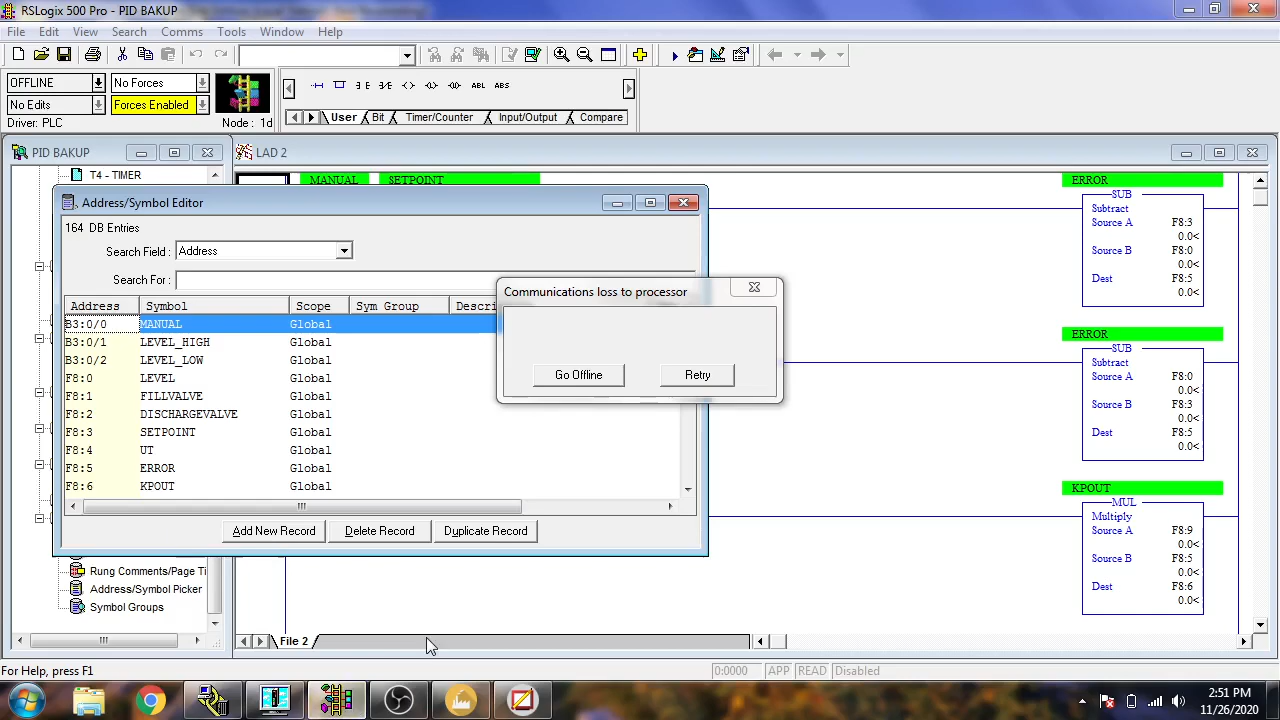 RSLogix 500 Pro - PID BAKUP
File Edit View Search Comms Tools Window Help
OFFLINE No Forces
No Edits Forces Enabled
Driver: PLC Node : 1d
ABL ABS
User Bit Timer/Counter Input/Output Compare
PID BAKUP
LAD 2
T4 - TIMER
MANUAL SETPOINT
ERROR
SUB
Subtract
Source A F8:3
0.0<
Source B F8:0
0.0<
Dest F8:5
0.0<
Address/Symbol Editor
164 DB Entries
Search Field : Address
Search For :
Address Symbol Scope Sym Group Descri
B3:0/0 MANUAL Global
B3:0/1 LEVEL_HIGH Global
B3:0/2 LEVEL_LOW Global
F8:0 LEVEL Global
F8:1 FILLVALVE Global
F8:2 DISCHARGEVALVE Global
F8:3 SETPOINT Global
F8:4 UT Global
F8:5 ERROR Global
F8:6 KPOUT Global
Add New Record Delete Record Duplicate Record
Communications loss to processor
Go Offline Retry
ERROR
SUB
Subtract
Source A F8:0
0.0<
Source B F8:3
0.0<
Dest F8:5
0.0<
KPOUT
MUL
Multiply
Source A F8:9
0.0<
Source B F8:5
0.0<
Dest F8:6
0.0<
Rung Comments/Page Ti
Address/Symbol Picker
Symbol Groups
File 2
For Help, press F1
0:0000 APP READ Disabled
2:51 PM
11/26/2020